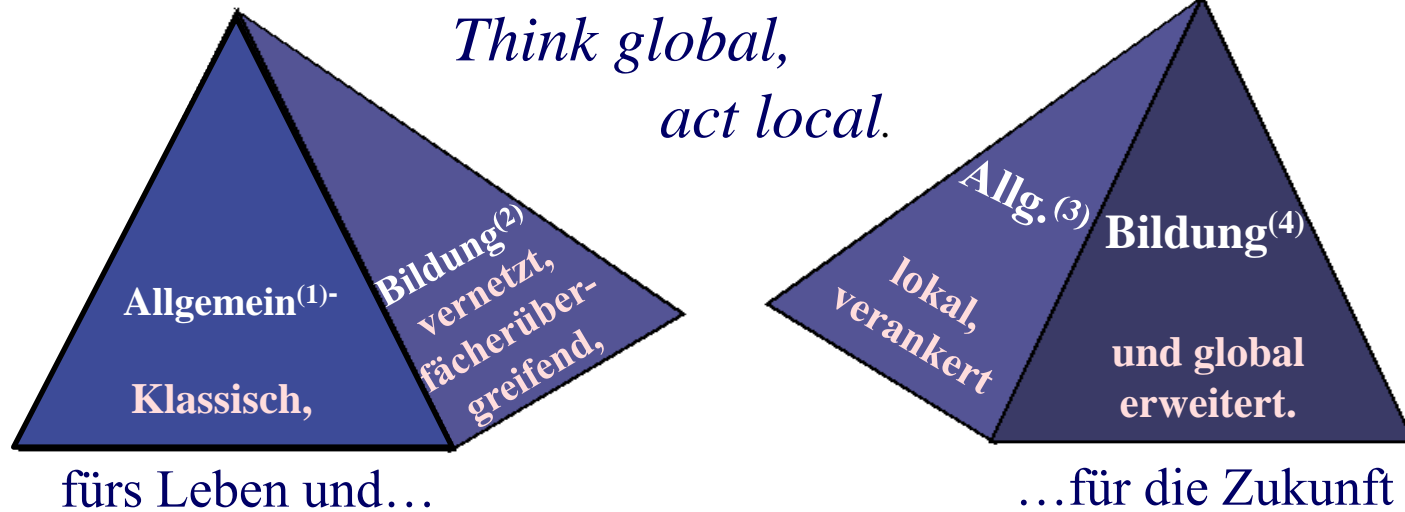 Think global,
act local.
Allgemein(1)-
Klassisch,
Bildung(2)
vernetzt,
fächerüber-
greifend,
Allg. (3)
lokal,
verankert
Bildung(4)
und global
erweitert.
fürs Leben und…
…für die Zukunft